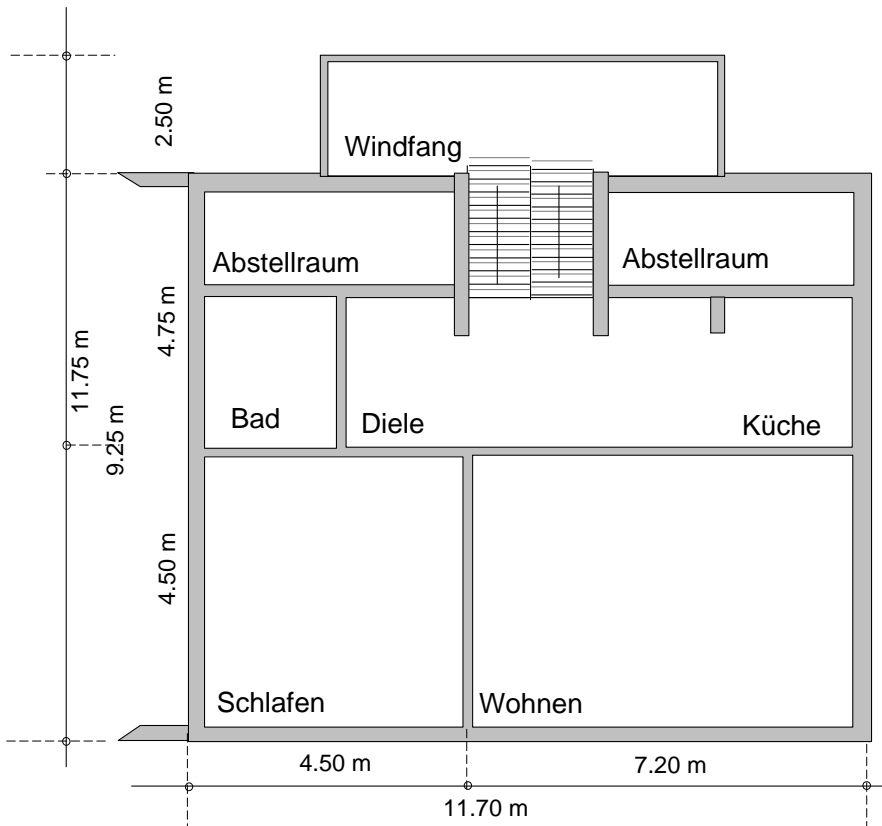 2.50 m
Windfang
Abstellraum
Abstellraum
4.75 m
11.75 m
9.25 m
Bad
Diele
Küche
4.50 m
Schlafen
Wohnen
4.50 m
7.20 m
11.70 m